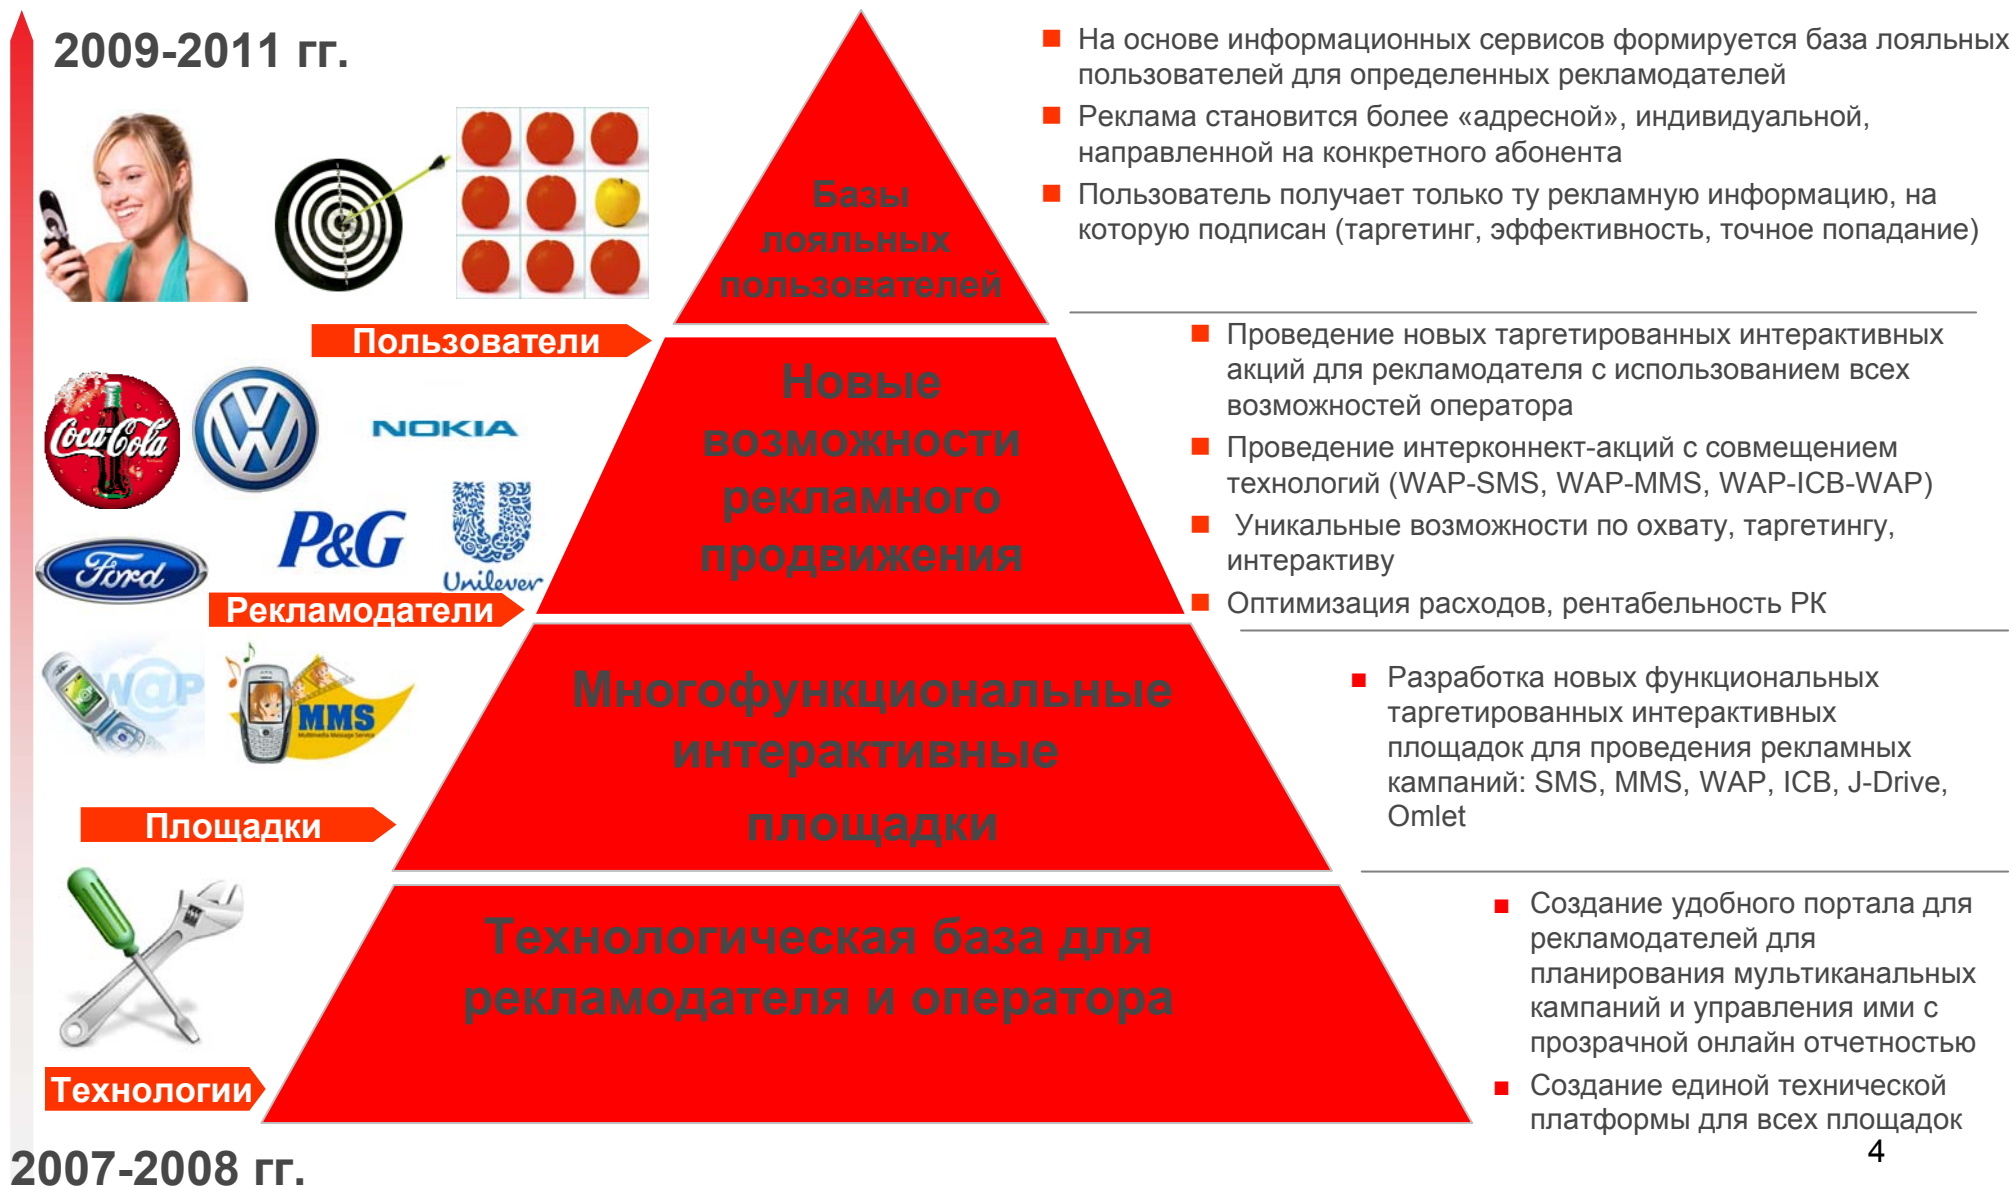 2009-2011 гг.
На основе информационных сервисов формируется база лояльных
пользователей для определенных рекламодателей
Реклама становится более «адресной», индивидуальной,
направленной на конкретного абонента
Пользователь получает только ту рекламную информацию, на
которую подписан (таргетинг, эффективность, точное попадание)
Базы
лояльных
пользователей
Пользователи
Новые
возможности
рекламного
продвижения
Проведение новых таргетированных интерактивных
акций для рекламодателя с использованием всех
возможностей оператора
Проведение интерконнект-акций с совмещением
технологий (WAP-SMS, WAP-MMS, WAP-ICB-WAP)
Уникальные возможности по охвату, таргетингу,
интерактиву
Оптимизация расходов, рентабельность РК
Coca-Cola
VW
NOKIA
P&G
Unilever
Ford
Рекламодатели
W@P
MMS
Multimedia Message Service
Многофункциональные
интерактивные
площадки
Разработка новых функциональных
таргетированных интерактивных
площадок для проведения рекламных
кампаний: SMS, MMS, WAP, ICB, J-Drive,
Omlet
Площадки
Технологическая база для
рекламодателя и оператора
Создание удобного портала для
рекламодателей для
планирования мультиканальных
кампаний и управления ими с
прозрачной онлайн отчетностью
Создание единой технической
платформы для всех площадок
Технологии
2007-2008 гг.
4